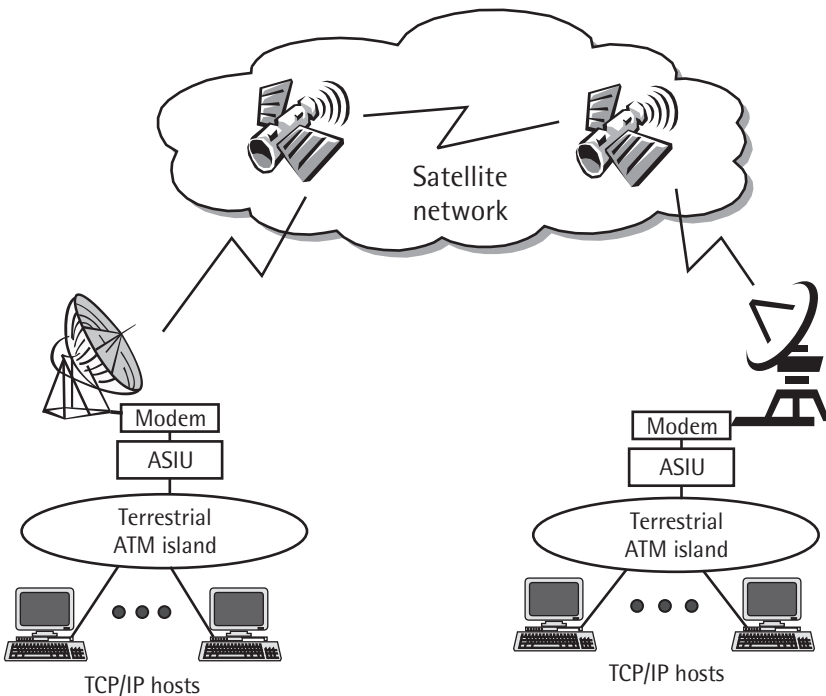 Satellite
network
Modem
ASIU
Terrestrial
ATM island
TCP/IP hosts
Modem
ASIU
Terrestrial
ATM island
TCP/IP hosts